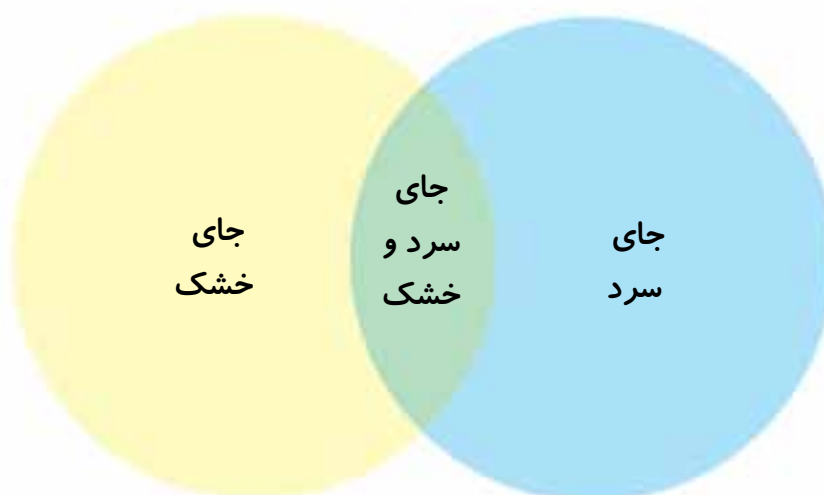 جای
سرد
جای
سرد و
خشک
جای
خشک